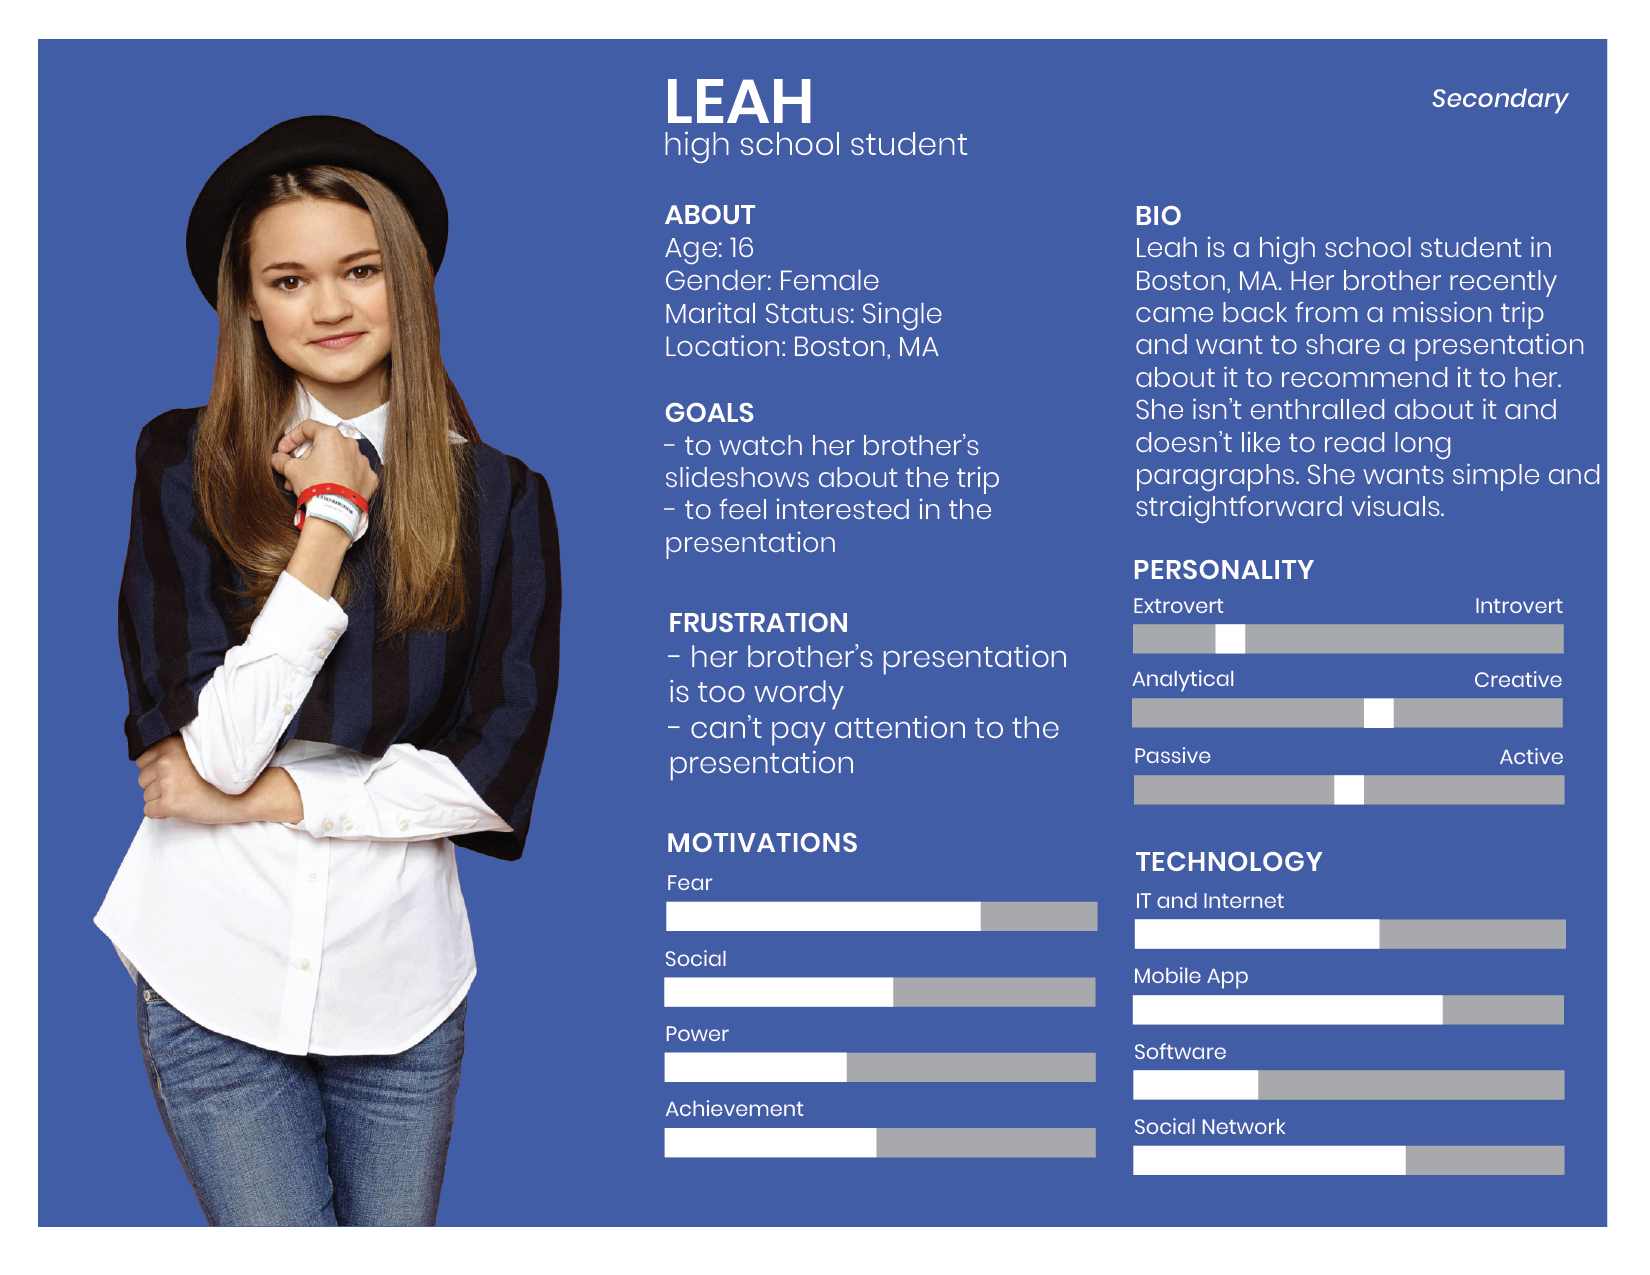 LEAH
high school student
Secondary
ABOUT
Age: 16
Gender: Female
Marital Status: Single
Location: Boston, MA
GOALS
- to watch her brother’s
slideshows about the trip
- to feel interested in the
presentation
FRUSTRATION
- her brother’s presentation
is too wordy
- can’t pay attention to the
presentation
MOTIVATIONS
Fear
Social
Power
Achievement
BIO
Leah is a high school student in
Boston, MA. Her brother recently
came back from a mission trip
and want to share a presentation
about it to recommend it to her.
She isn’t enthralled about it and
doesn’t like to read long
paragraphs. She wants simple and
straightforward visuals.
PERSONALITY
Extrovert Introvert
Analytical Creative
Passive Active
TECHNOLOGY
IT and Internet
Mobile App
Software
Social Network